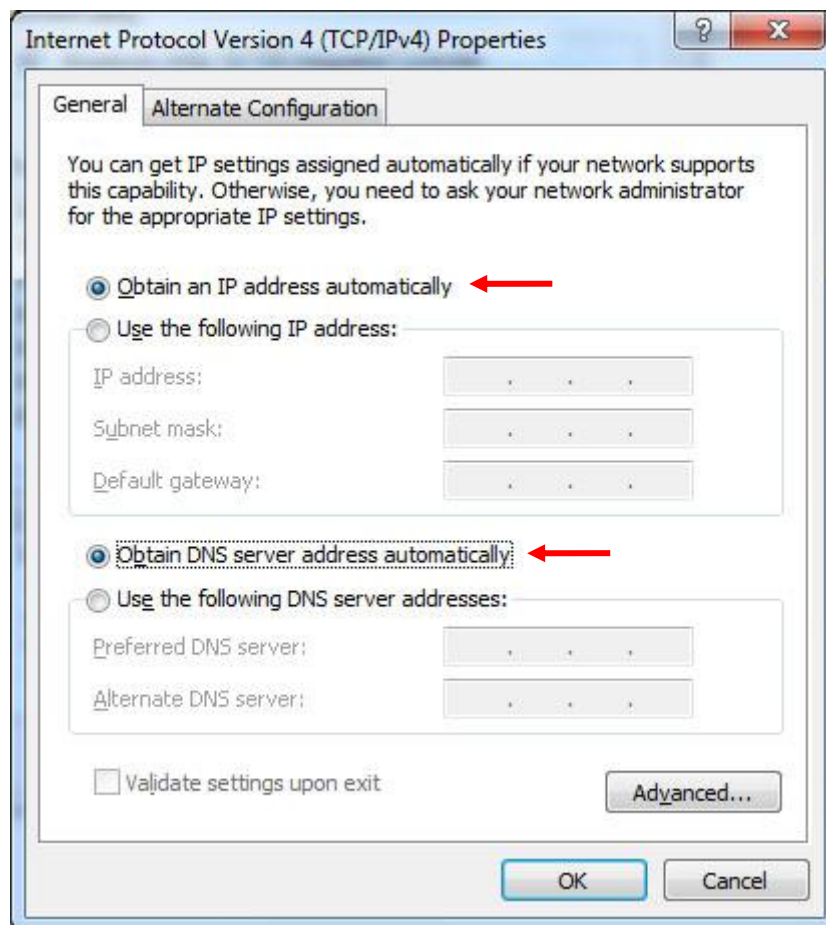 Internet Protocol Version 4 (TCP/IPv4) Properties
General
Alternate Configuration
You can get IP settings assigned automatically if your network supports
this capability. Otherwise, you need to ask your network administrator
for the appropriate IP settings.
Obtain an IP address automatically
Use the following IP address:
IP address:
Subnet mask:
Default gateway:
Obtain DNS server address automatically
Use the following DNS server addresses:
Preferred DNS server:
Alternate DNS server:
Validate settings upon exit
Advanced...
OK
Cancel